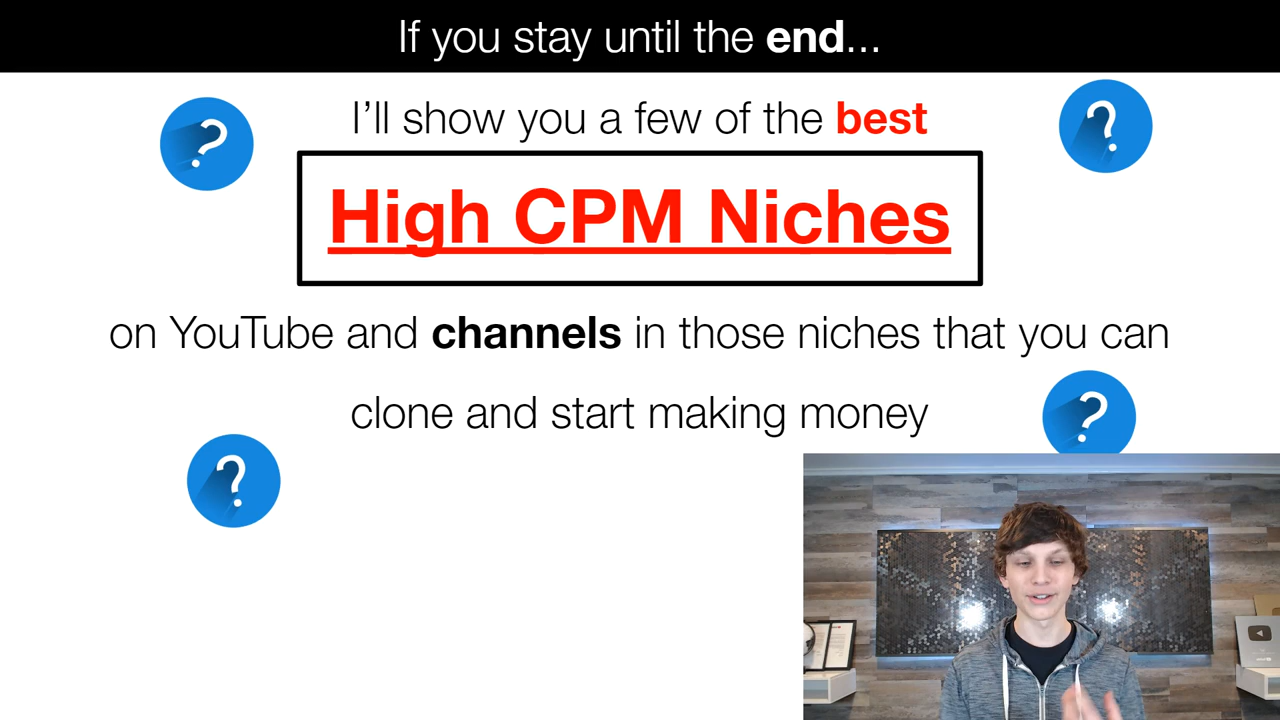 If you stay until the end...
I'll show you a few of the best
High CPM Niches
on YouTube and channels in those niches that you can
clone and start making money